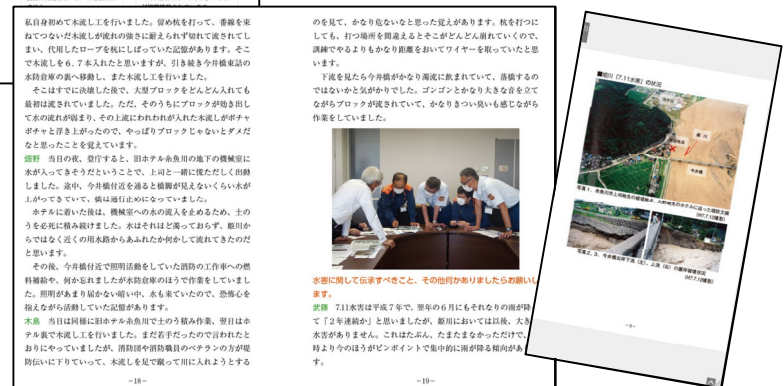 私自身初めて木流し工を行いました。留め杭を打って、番線を束
ねてつないだ木流しが流れの強さに耐えられず切れて流されてし
まい、代用したロープを杭にしばっていた記憶があります。そこ
で木流しを6,7本入れたと思いますが、引き続き今井橋東詰の
水防倉庫の裏へ移動し、また木流し工を行いました。
そこはすでに決壊した後で、大型ブロックをどんどん入れても
最初は流されていました。ただ、そのうちにブロックが効き出し
て水の流れが弱まり、その上流にわれわれが入れた木流しがポチャ
ポチャと浮き上がったので、やっぱりブロックじゃないとダメだ
なと思ったことを覚えています。
畑野 当日の夜、登庁すると、旧ホテル糸魚川の地下の機械室に
水が入ってきそうだということで、上司と一緒に慌ただしく出動
しました。途中、今井橋付近を通ると橋脚が見えないくらい水が
上がってきていて、橋は通行止めになっていました。
ホテルに着いた後は、機械室への水の流入を止めるため、土の
うを必死に積み続けました。水はそれほど濁っておらず、姫川か
らではなく近くの用水路からあふれたか何かして流れてきたのだ
と思います。
その後、今井橋付近で照明活動をしていた消防の工作車への燃
料補給や、何か忘れましたが水防倉庫のほうで作業をしていまし
た。照明があまり届かない暗い中、水も来ていたので、恐怖心を
抱えながら活動していた記憶があります。
木島 当日は同様に旧ホテル糸魚川で土のう積み作業、翌日はホ
テル裏で木流し工を行いました。まだ若手だったので言われたと
おりにやっていましたが、消防団や消防職員のベテランの方が堤
防伝いに下りていって、木流しを足で蹴って川に入れようとする
－18－
のを見て、かなり危ないなと思った覚えがあります。杭を打つに
しても、打つ場所を間違えるとそこがどんどん崩れていくので、
訓練でやるよりもかなり距離をおいてワイヤーを取っていたと思
います。
下流を見たら今井橋がかなり濁流に飲まれていて、落橋するの
ではないかと気がかりでした。ゴンゴンとかなり大きな音を立て
ながらブロックが流されていて、かなりきつい臭いも感じながら
作業をしていました。
水害に関して伝承すべきこと、その他何かありましたらお願いし
ます。
武藤 7.11水害は平成7年で、翌年の6月にもそれなりの雨が降
て「2年連続か」と思いましたが、姫川においては以後、大き
水害がありません。これはたぶん、たまたまなかっただけで、
時より今のほうがピンポイントで集中的に雨が降る傾向があ
す。
－19－
■姫川「7.11水害」の状況
姫川
今井橋
(H7.7.12撮影)
(H7.7.12撮影)
－9－